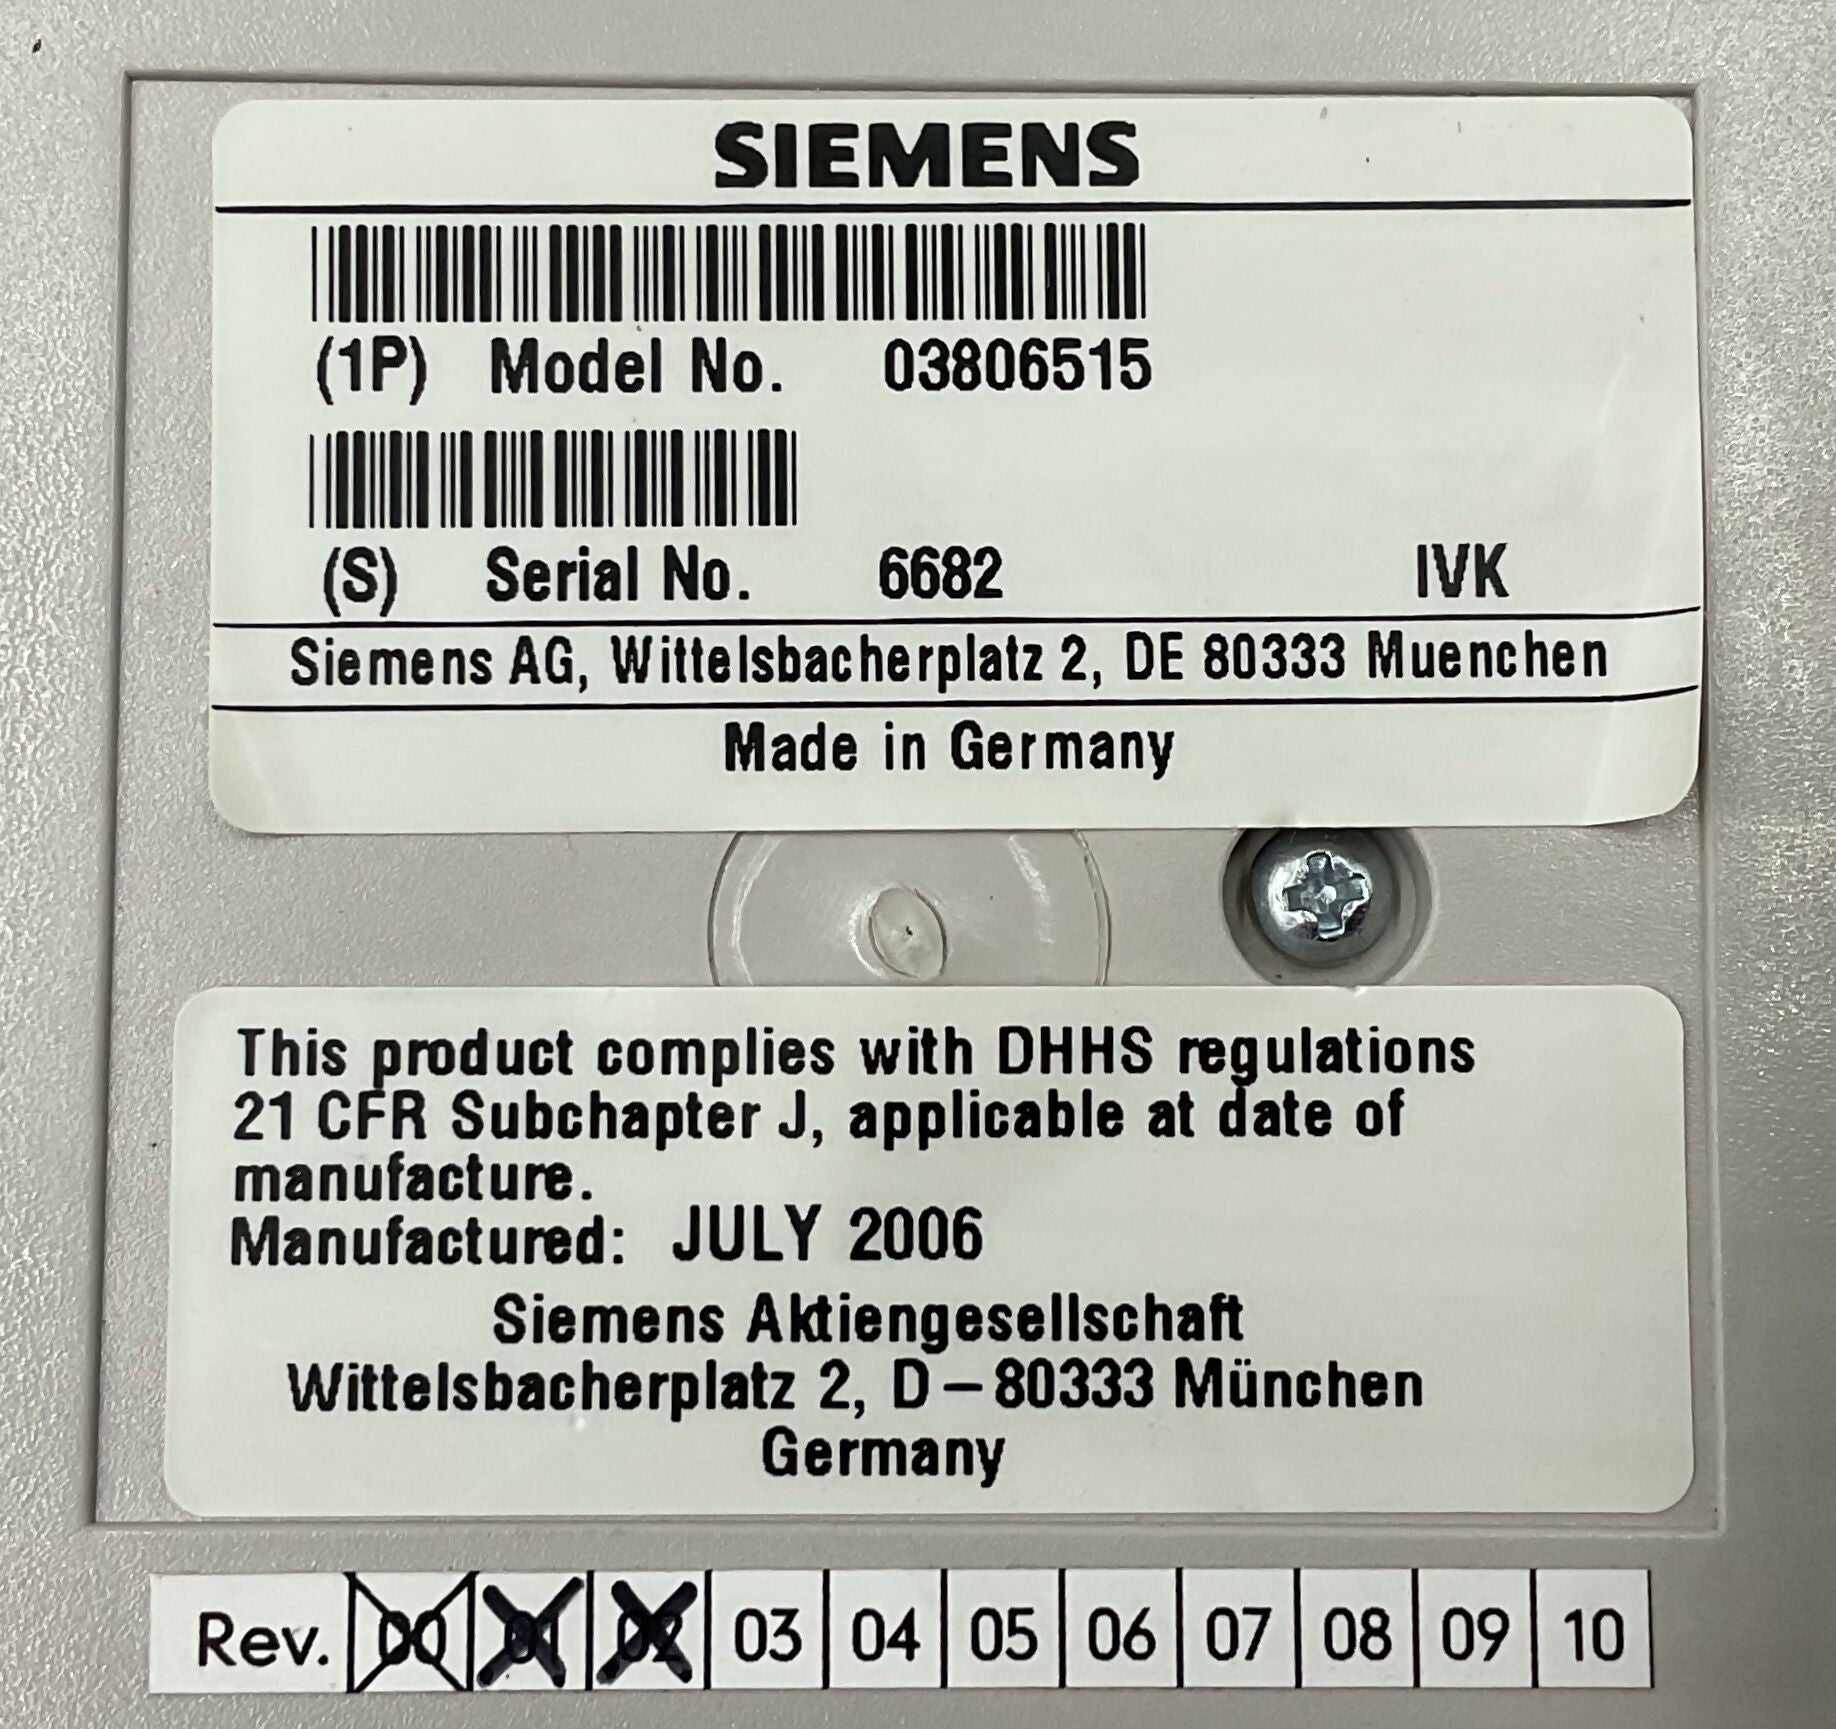 SIEMENS
(1P) Model No. 03806515
(S) Serial No. 6682 IVK
Siemens AG, Wittelsbacherplatz 2, DE 80333 Muenchen
Made in Germany
This product complies with DHHS regulations
21 CFR Subchapter J, applicable at date of
manufacture.
Manufactured: JULY 2006
Siemens Aktiengesellschaft
Wittelsbacherplatz 2, D – 80333 München
Germany
Rev. 00 01 02 03 04 05 06 07 08 09 10